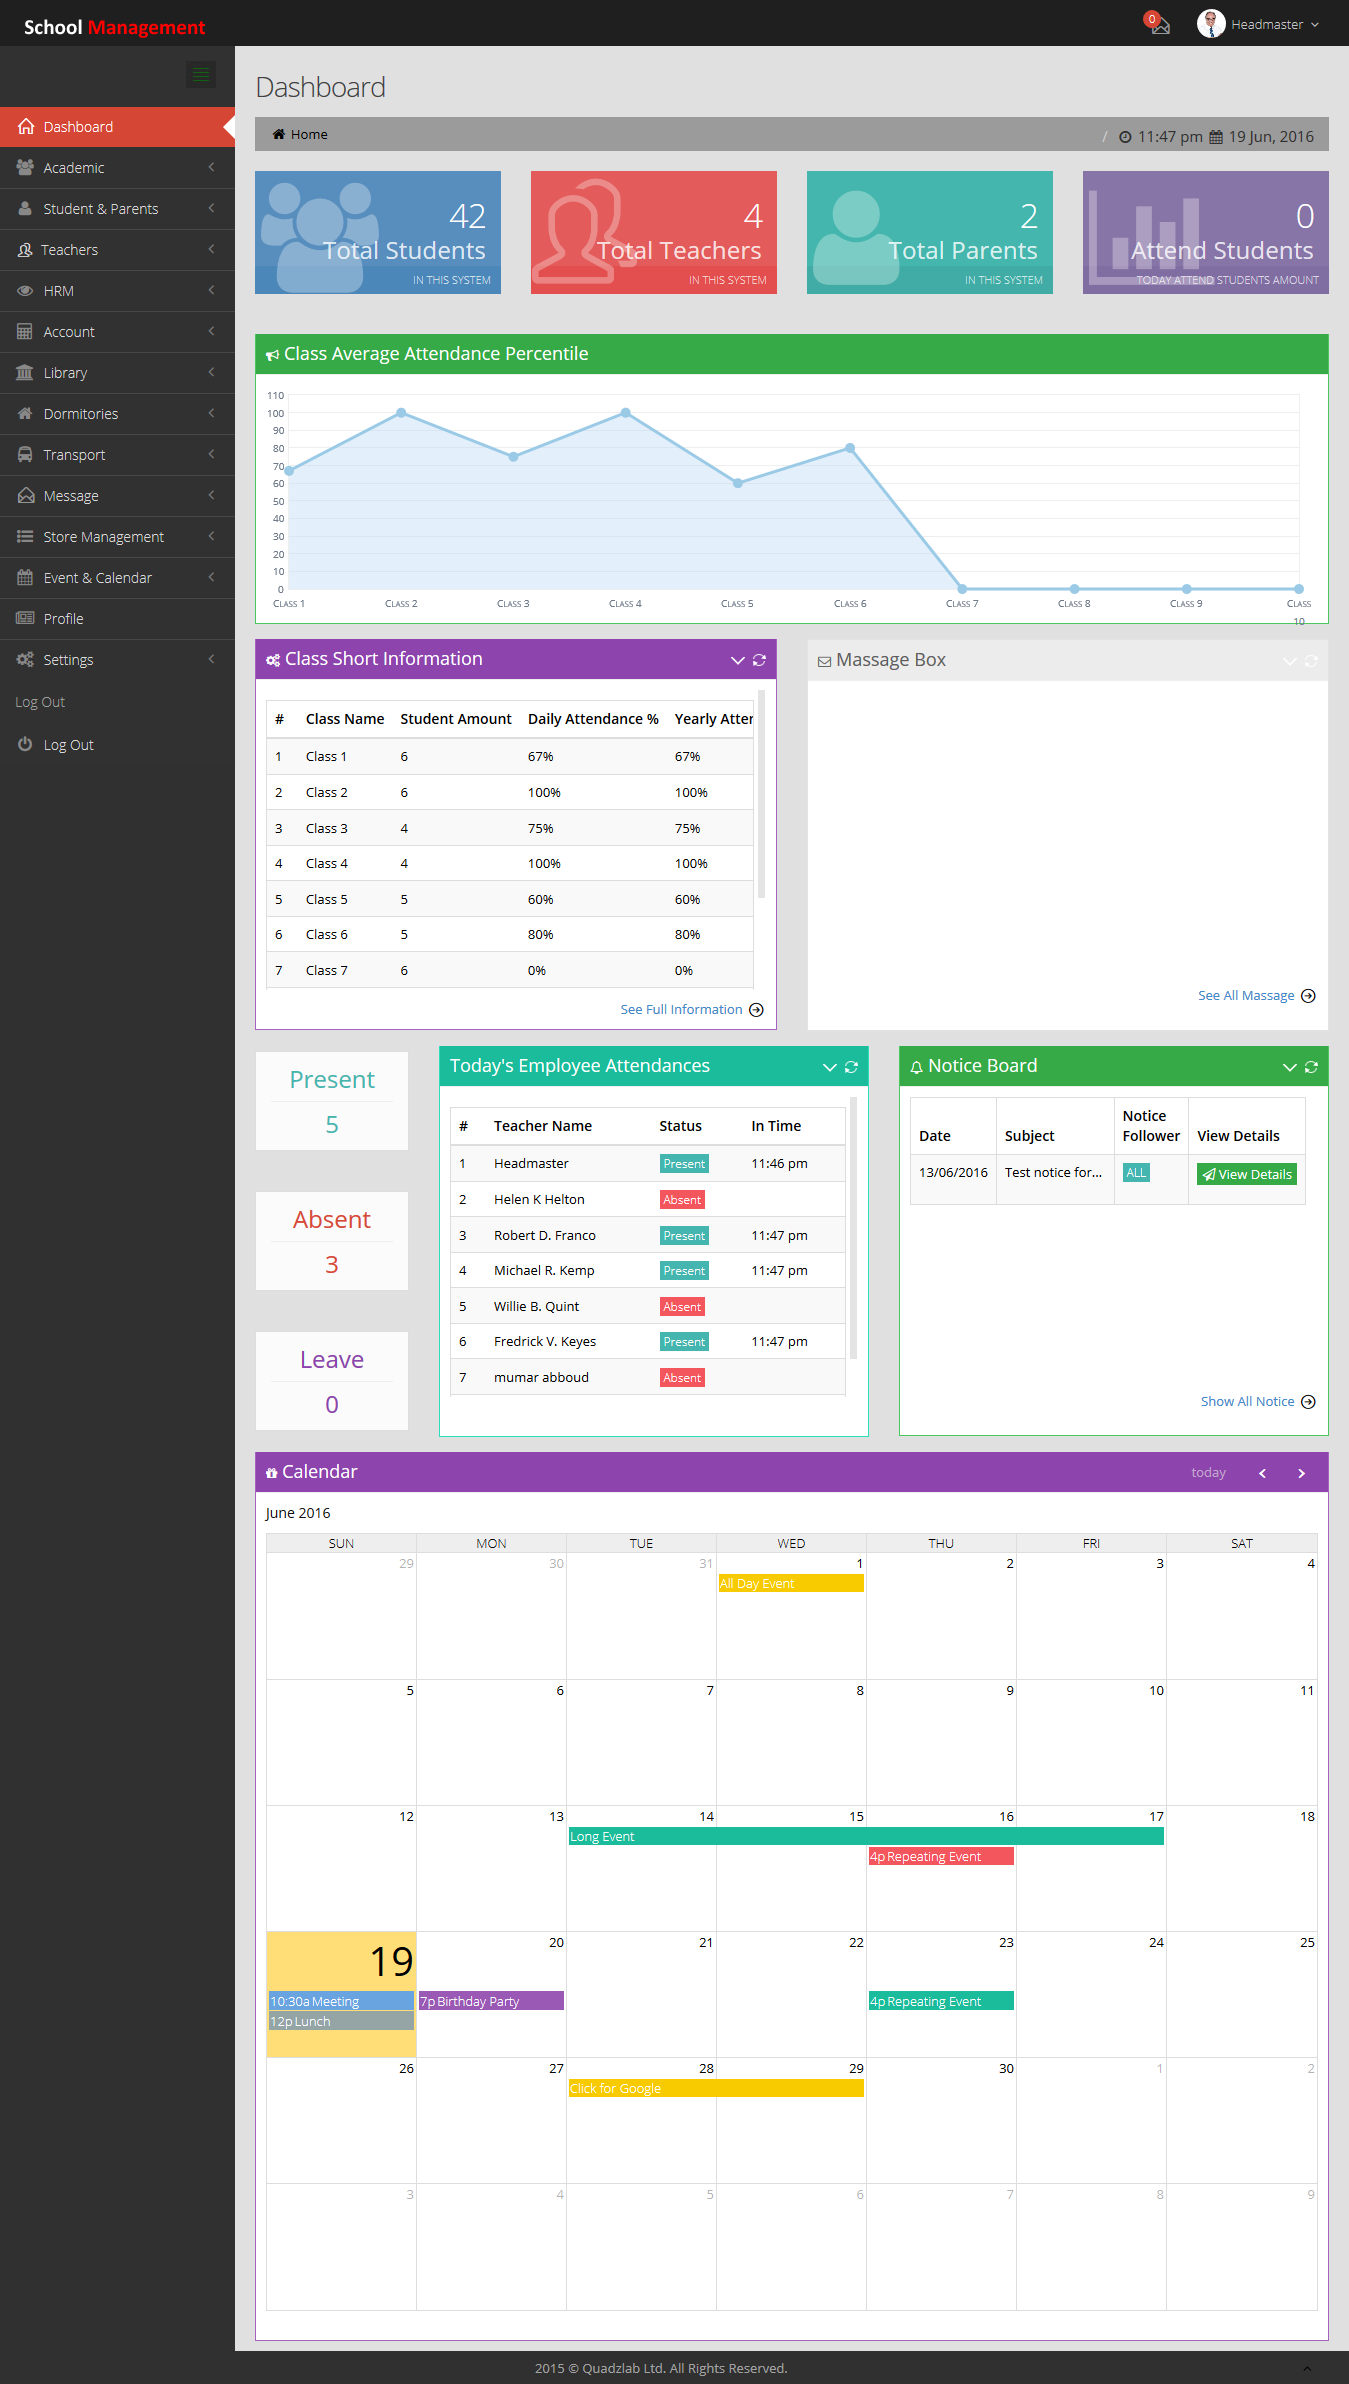 School Management
0
Headmaster
Dashboard
Academic
Student & Parents
Teachers
HRM
Account
Library
Dormitories
Transport
Message
Store Management
Event & Calendar
Profile
Settings
Log Out
Log Out
Dashboard
Home
/ 11:47 pm 19 Jun, 2016
42
Total Students
IN THIS SYSTEM
4
Total Teachers
IN THIS SYSTEM
2
Total Parents
IN THIS SYSTEM
0
Attend Students
TODAY ATTEND STUDENTS AMOUNT
Class Average Attendance Percentile
110
100
90
80
70
60
50
40
30
20
10
0
CLASS 1 CLASS 2 CLASS 3 CLASS 4 CLASS 5 CLASS 6 CLASS 7 CLASS 8 CLASS 9 CLASS
10
Class Short Information
# Class Name Student Amount Daily Attendance % Yearly Atter
1 Class 1 6 67% 67%
2 Class 2 6 100% 100%
3 Class 3 4 75% 75%
4 Class 4 4 100% 100%
5 Class 5 5 60% 60%
6 Class 6 5 80% 80%
7 Class 7 6 0% 0%
See Full Information
Massage Box
See All Massage
Present
5
Absent
3
Leave
0
Today's Employee Attendances
# Teacher Name Status In Time
1 Headmaster Present 11:46 pm
2 Helen K Helton Absent
3 Robert D. Franco Present 11:47 pm
4 Michael R. Kemp Present 11:47 pm
5 Willie B. Quint Absent
6 Fredrick V. Keyes Present 11:47 pm
7 mumar abboud Absent
Notice Board
Date Subject Notice Follower View Details
13/06/2016 Test notice for... ALL View Details
Show All Notice
Calendar
today
June 2016
SUN MON TUE WED THU FRI SAT
29 30 31 1 2 3 4
All Day Event
5 6 7 8 9 10 11
12 13 14 15 16 17 18
Long Event
4p Repeating Event
19 20 21 22 23 24 25
10:30a Meeting 7p Birthday Party 4p Repeating Event
12p Lunch
26 27 28 29 30 1 2
Click for Google
3 4 5 6 7 8 9
2015 © Quadzlab Ltd. All Rights Reserved.